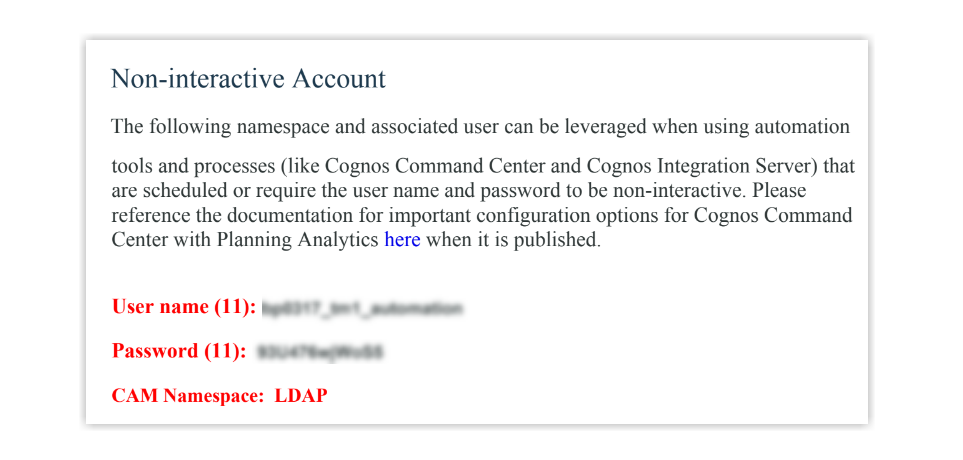 Non-interactive Account
The following namespace and associated user can be leveraged when using automation
tools and processes (like Cognos Command Center and Cognos Integration Server) that
are scheduled or require the user name and password to be non-interactive. Please
reference the documentation for important configuration options for Cognos Command
Center with Planning Analytics here when it is published.
User name (11):
Password (11):
CAM Namespace: LDAP